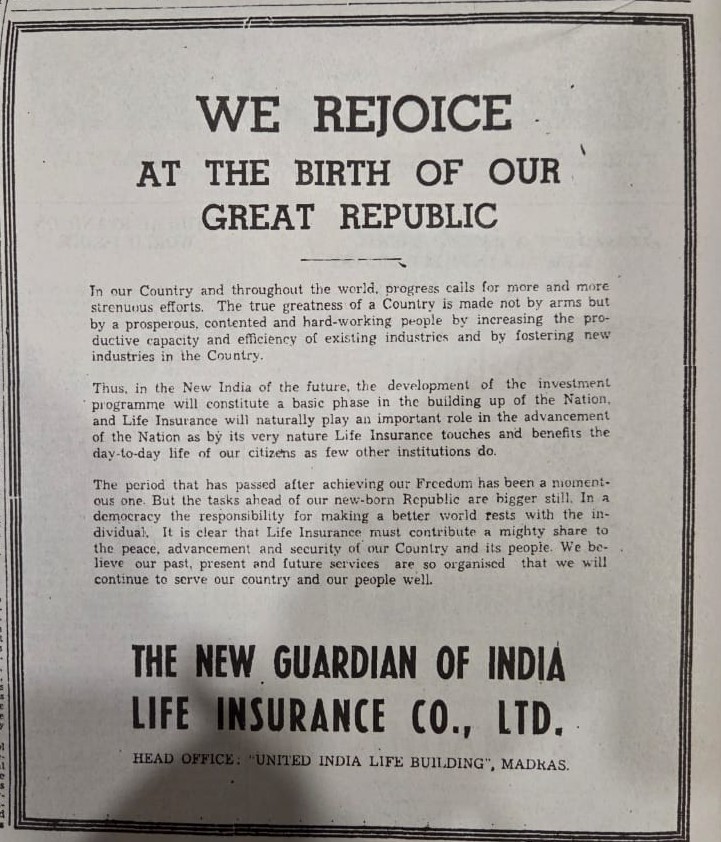 WE REJOICE
AT THE BIRTH OF OUR
GREAT REPUBLIC
In our Country and throughout the world, progress calls for more and more
strenuous efforts. The true greatness of a Country is made not by arms but
by a prosperous, contented and hard-working people by increasing the pro-
ductive capacity and efficiency of existing industries and by fostering new
industries in the Country.
Thus, in the New India of the future, the development of the investment
programme will constitute a basic phase in the building up of the Nation,
and Life Insurance will naturally play an important role in the advancement
of the Nation as by its very nature Life Insurance touches and benefits the
day-to-day life of our citizens as few other institutions do.
The period that has passed after achieving our Freedom has been a moment-
ous one. But the tasks ahead of our new-born Republic are bigger still. In a
democracy the responsibility for making a better world rests with the in-
dividual. It is clear that Life Insurance must contribute a mighty share to
the peace, advancement and security of our Country and its people. We be-
lieve our past, present and future services are so organised that we will
continue to serve our country and our people well.
THE NEW GUARDIAN OF INDIA
LIFE INSURANCE CO., LTD.
HEAD OFFICE: "UNITED INDIA LIFE BUILDING", MADRAS.